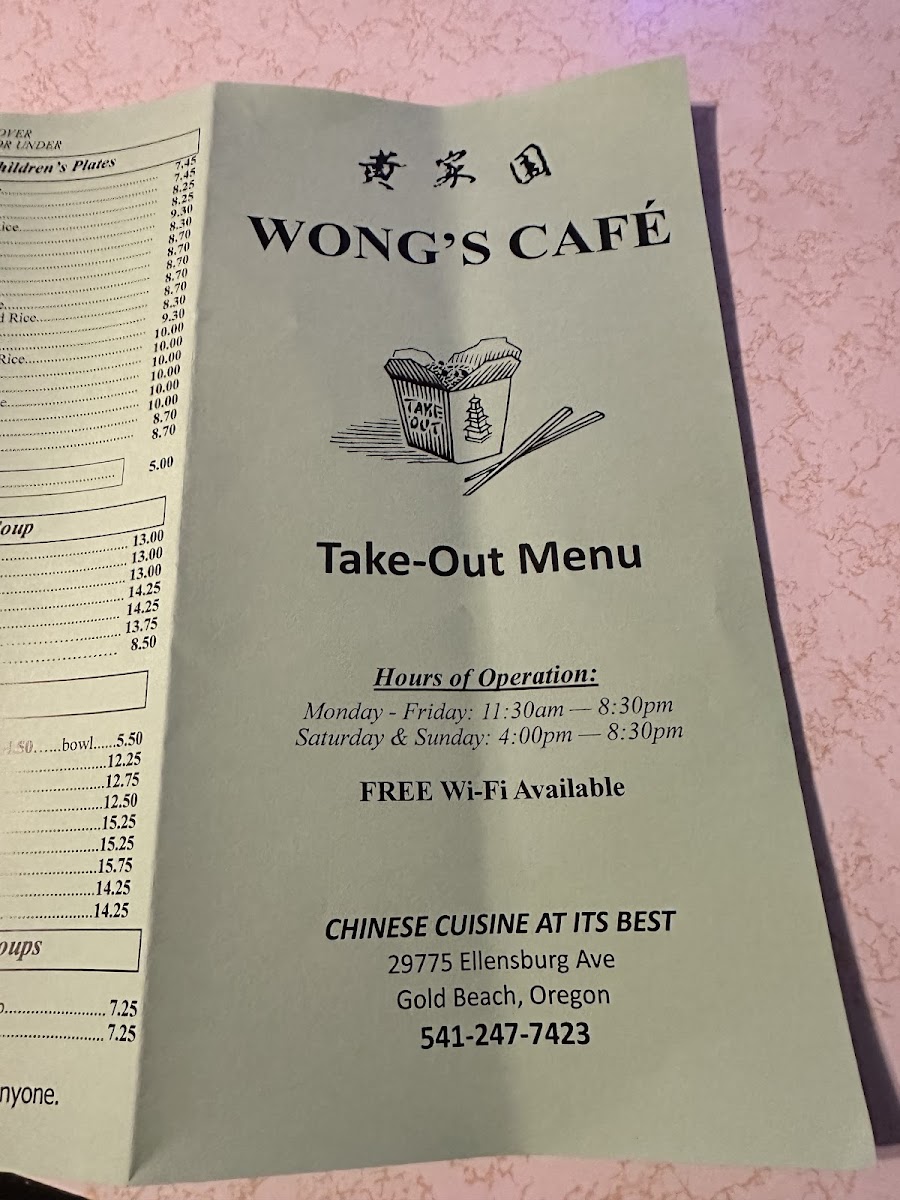 OVER
OR UNDER
hildren's Plates
7.45
7.45
8.25
8.25
ice 9.30
8.30
8.70
8.70
8.70
8.70
8.70
8.30
d Rice 9.30
10.00
10.00
Rice 10.00
10.00
10.00
e 10.00
8.70
8.70
5.00
oup
13.00
13.00
13.00
14.25
14.25
13.75
8.50
4.50......bowl......5.50
12.25
12.75
12.50
15.25
15.25
15.75
14.25
14.25
oups
7.25
7.25
nyone.
黄家园
WONG'S CAFÉ
TAKE
OUT!
Take-Out Menu
Hours of Operation:
Monday - Friday: 11:30am — 8:30pm
Saturday & Sunday: 4:00pm — 8:30pm
FREE Wi-Fi Available
CHINESE CUISINE AT ITS BEST
29775 Ellensburg Ave
Gold Beach, Oregon
541-247-7423